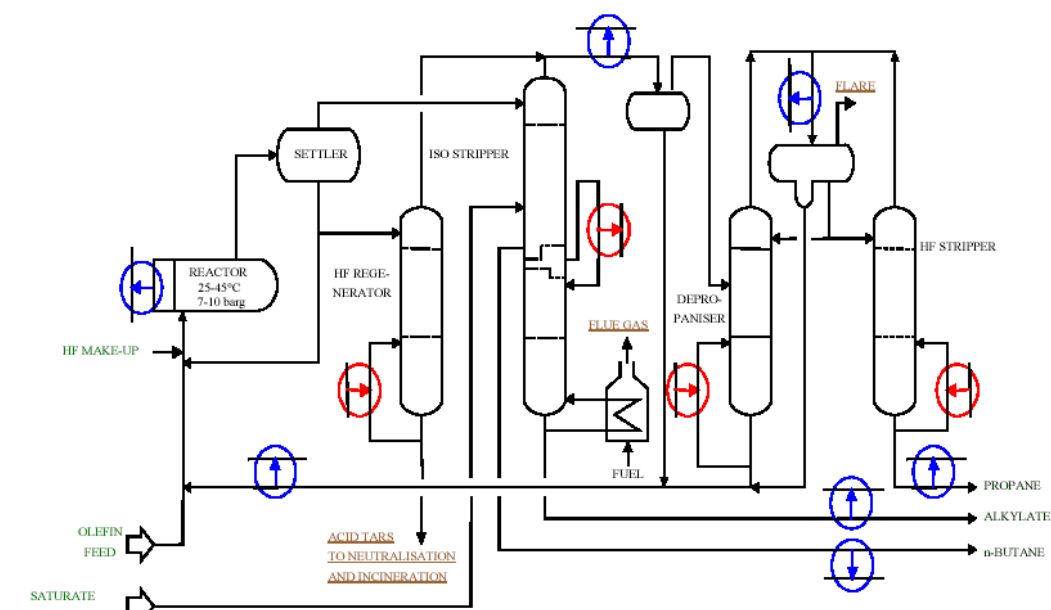 FLARE
SETTLER
ISO STRIPPER
REACTOR
25-45°C
7-10 barg
HF REGE-
NERATOR
HF STRIPPER
DEPRO-
PANISER
FLUE GAS
HF MAKE-UP
FUEL
PROPANE
ALKYLATE
n-BUTANE
OLEFIN
FEED
ACID TARS
TO NEUTRALISATION
AND INCINERATION
SATURATE